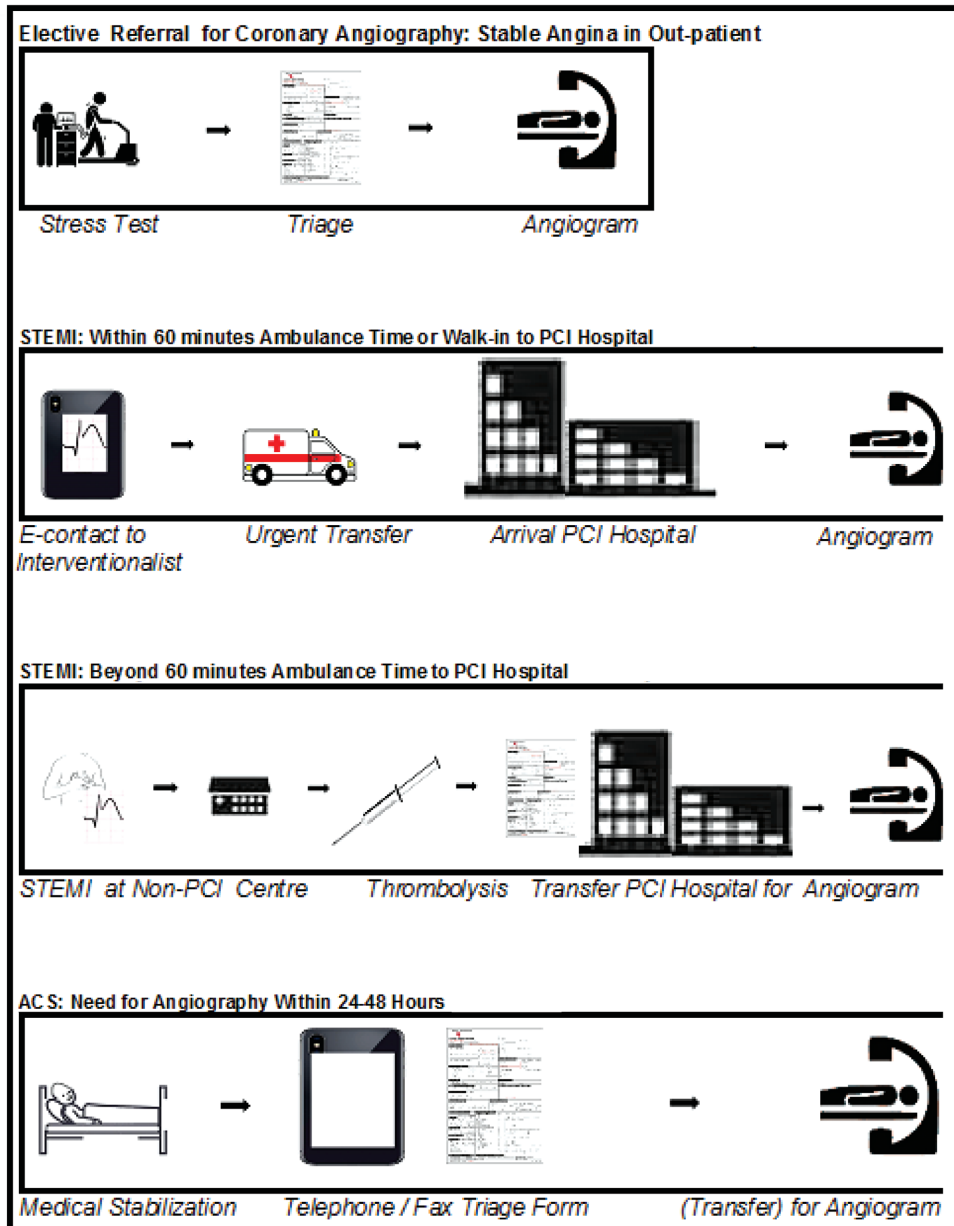 Elective Referral for Coronary Angiography: Stable Angina in Out-patient
Stress Test
Triage
Angiogram
STEMI: Within 60 minutes Ambulance Time or Walk-in to PCI Hospital
E-contact to
Interventionalist
Urgent Transfer
Arrival PCI Hospital
Angiogram
STEMI: Beyond 60 minutes Ambulance Time to PCI Hospital
STEMI at Non-PCI Centre
Thrombolysis
Transfer PCI Hospital for Angiogram
ACS: Need for Angiography Within 24-48 Hours
Medical Stabilization
Telephone / Fax Triage Form
(Transfer) for Angiogram